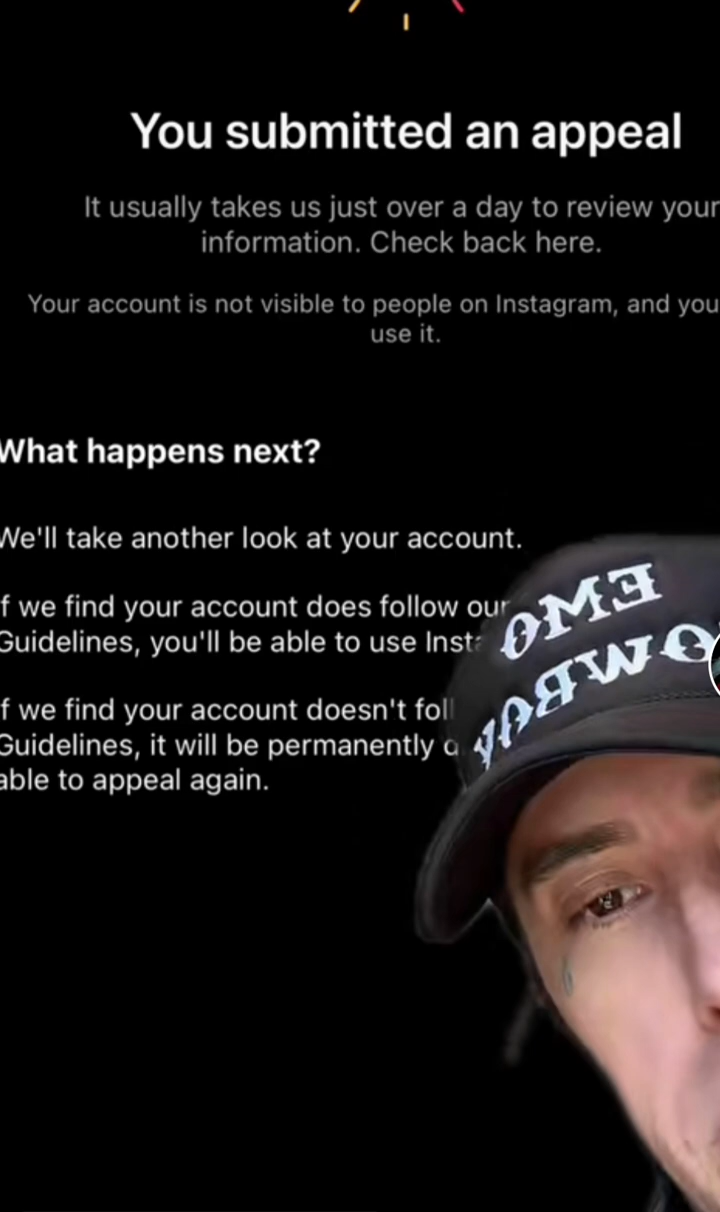 You submitted an appeal
It usually takes us just over a day to review your
information. Check back here.
Your account is not visible to people on Instagram, and you
use it.
What happens next?
We'll take another look at your account.
f we find your account does follow our
Guidelines, you'll be able to use Insta
f we find your account doesn't foll
Guidelines, it will be permanently
able to appeal again.
EMO
OWBOY